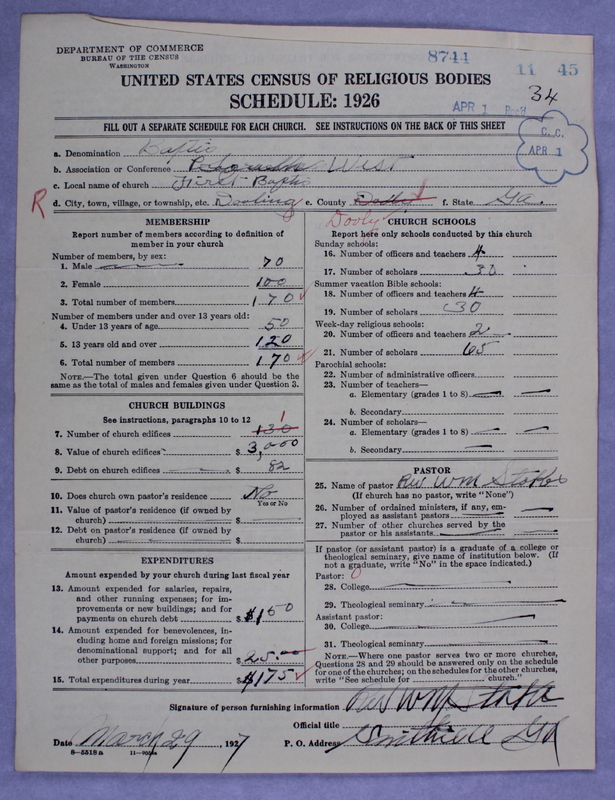 DEPARTMENT OF COMMERCE
BUREAU OF THE CENSUS
WASHINGTON
8744
11 45
UNITED STATES CENSUS OF RELIGIOUS BODIES
SCHEDULE: 1926
APR 1
34
FILL OUT A SEPARATE SCHEDULE FOR EACH CHURCH. SEE INSTRUCTIONS ON THE BACK OF THIS SHEET
C. C.
APR 1
a. Denomination Baptis
b. Association or Conference West
c. Local name of church First Baptis
R d. City, town, village, or township, etc. Dooling e. County Dooly f. State Ga.
MEMBERSHIP
Report number of members according to definition of
member in your church
Number of members, by sex:
1. Male 70
2. Female 100
3. Total number of members 170
Number of members under and over 13 years old:
4. Under 13 years of age 50
5. 13 years old and over 120
6. Total number of members 170
NOTE.—The total given under Question 6 should be the
same as the total of males and females given under Question 3.
CHURCH BUILDINGS
See instructions, paragraphs 10 to 12
7. Number of church edifices 130 1
8. Value of church edifices $ 3,000
9. Debt on church edifices $ 82
10. Does church own pastor's residence No
Yes or No
11. Value of pastor's residence (if owned by
church) $
12. Debt on pastor's residence (if owned by
church) $
EXPENDITURES
Amount expended by your church during last fiscal year
13. Amount expended for salaries, repairs,
and other running expenses; for im-
provements or new buildings; and for
payments on church debt $ $150
14. Amount expended for benevolences, in-
cluding home and foreign missions; for
denominational support; and for all
other purposes $ 25.00
15. Total expenditures during year $175
CHURCH SCHOOLS
Report here only schools conducted by this church
Sunday schools:
16. Number of officers and teachers 4
17. Number of scholars 30
Summer vacation Bible schools:
18. Number of officers and teachers 4
19. Number of scholars 30
Week-day religious schools:
20. Number of officers and teachers 2
21. Number of scholars 65
Parochial schools:
22. Number of administrative officers
23. Number of teachers—
a. Elementary (grades 1 to 8)
b. Secondary
24. Number of scholars—
a. Elementary (grades 1 to 8)
b. Secondary
PASTOR
25. Name of pastor Rev Wm
(If church has no pastor, write "None")
26. Number of ordained ministers, if any, em-
ployed as assistant pastors
27. Number of other churches served by the
pastor or his assistants
If pastor (or assistant pastor) is a graduate of a college or
theological seminary, give name of institution below. (If
not a graduate, write "No" in the space indicated.)
Pastor: 0
28. College
29. Theological seminary
Assistant pastor:
30. College
31. Theological seminary
NOTE.—Where one pastor serves two or more churches,
Questions 28 and 29 should be answered only on the schedule
for one of the churches; on the schedules for the other churches,
write "See schedule for church."
Signature of person furnishing information Rev Wm
Official title
Date March 29, 1927 P. O. Address Ga
8—5518a